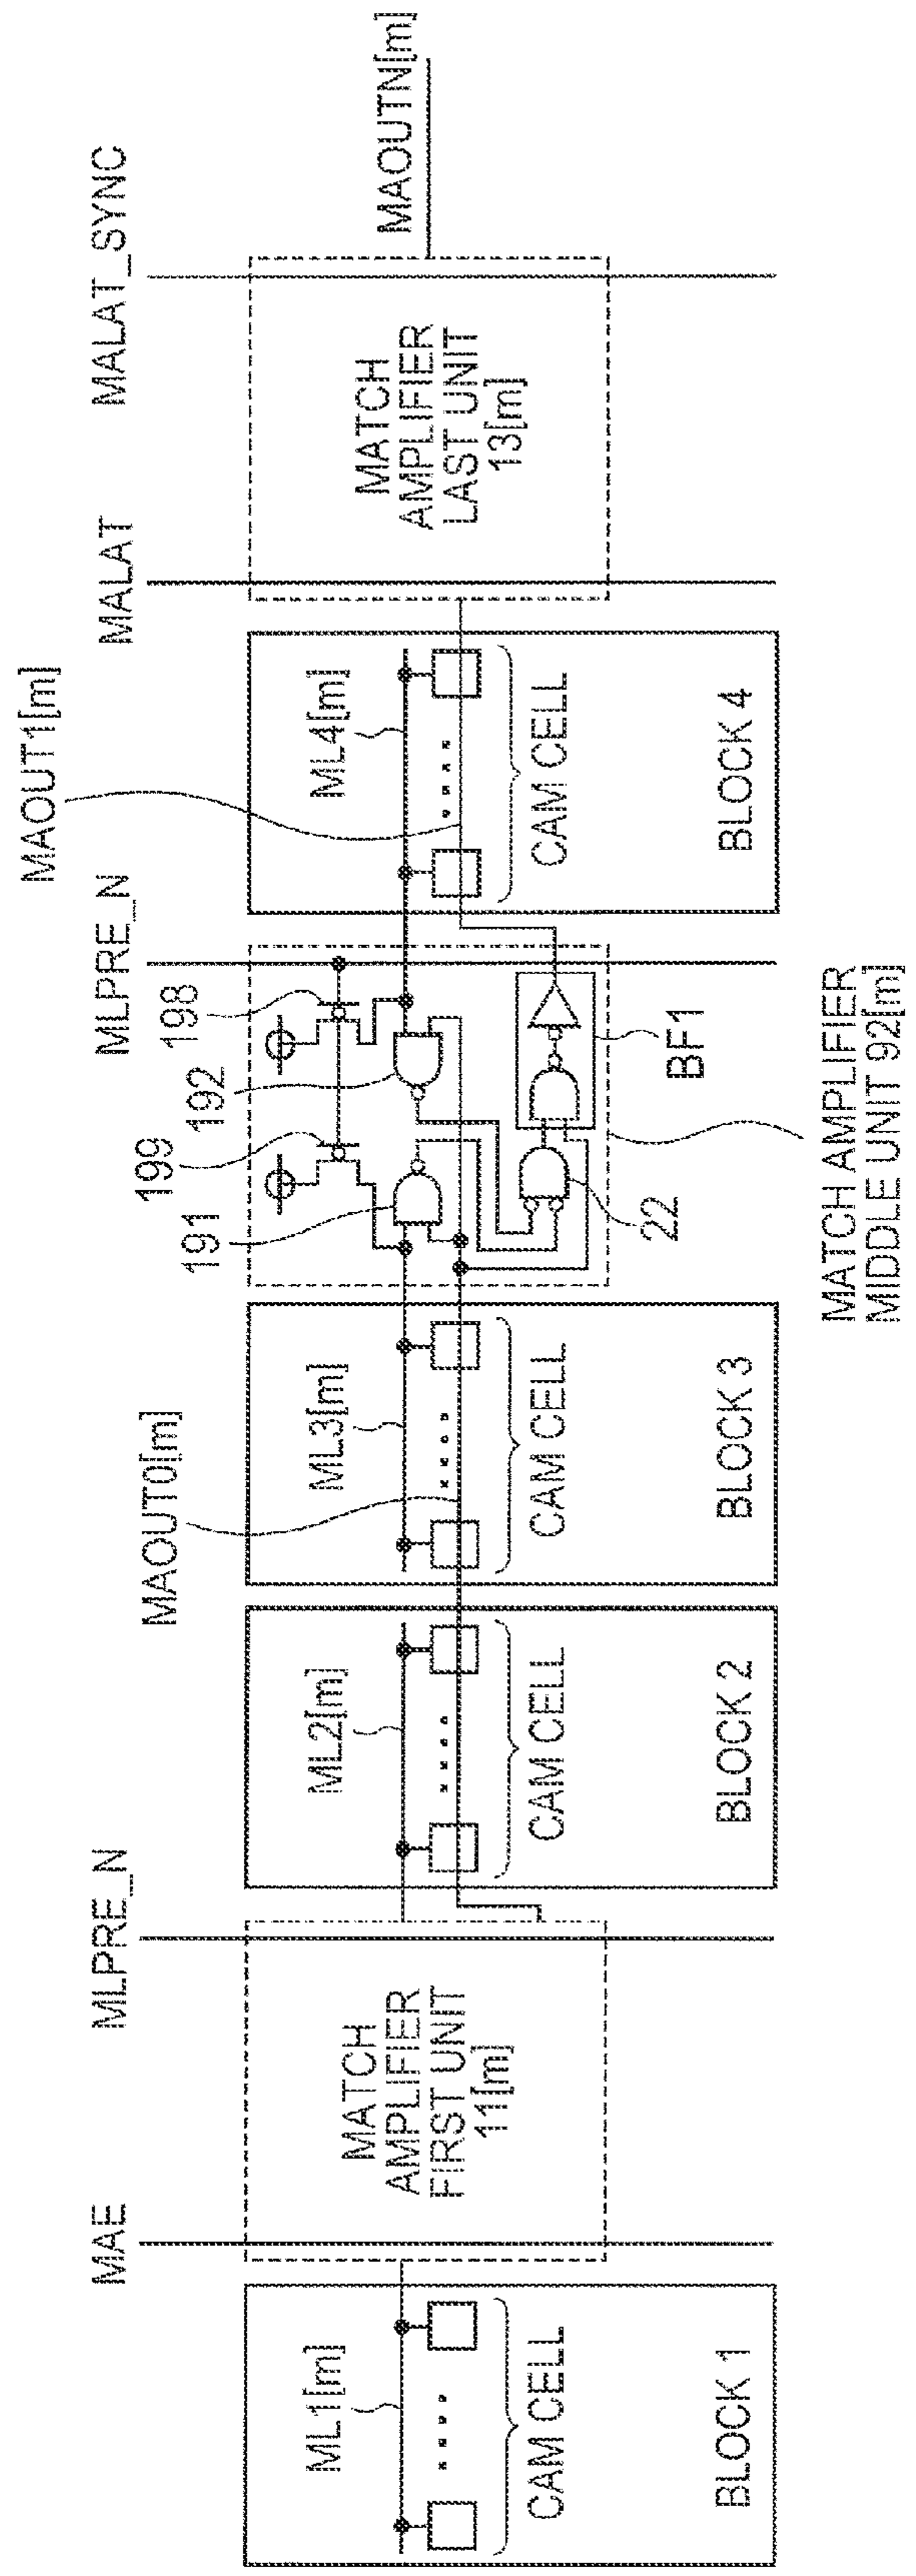 MAE
MLPRE_N
MAOUT0[m]
MLPRE_N
MAOUT1[m]
MALAT
MALAT_SYNC
ML1[m]
CAM CELL
BLOCK 1
MATCH
AMPLIFIER
FIRST UNIT
11[m]
ML2[m]
CAM CELL
BLOCK 2
ML3[m]
CAM CELL
BLOCK 3
191
199
192
198
22
BF1
MATCH AMPLIFIER
MIDDLE UNIT 92[m]
ML4[m]
CAM CELL
BLOCK 4
MATCH
AMPLIFIER
LAST UNIT
13[m]
MAOUTN[m]